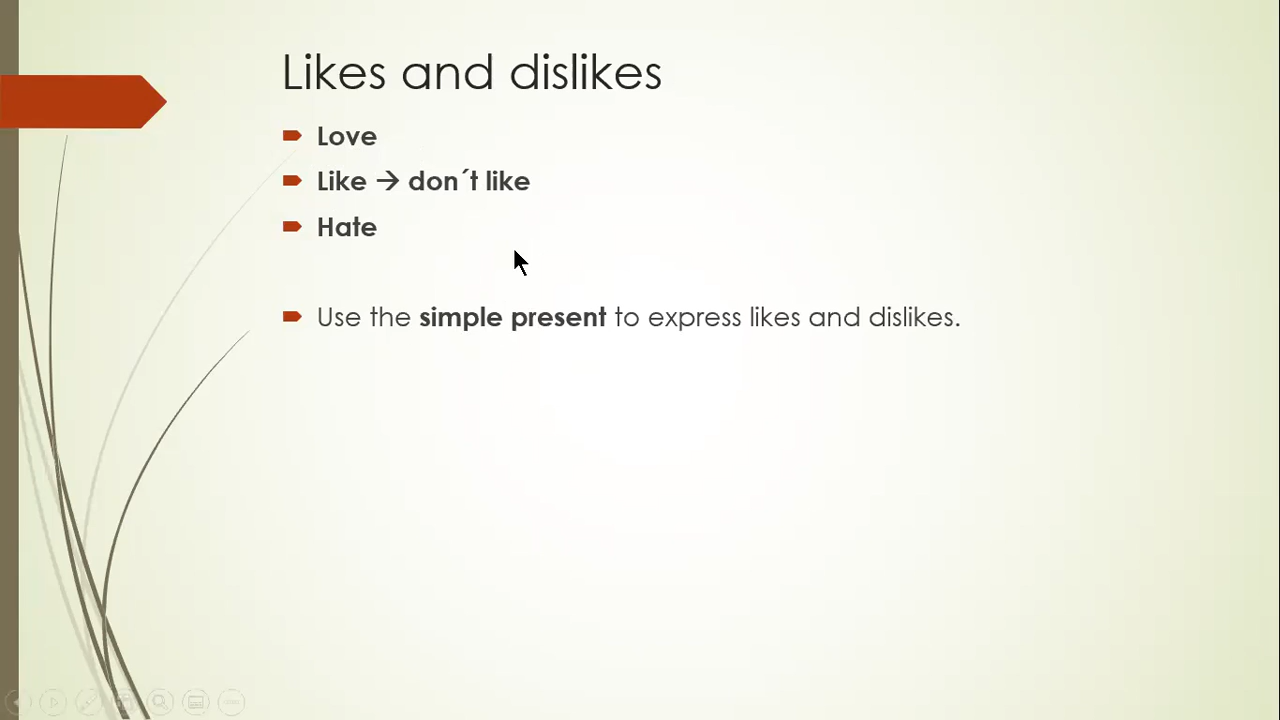 Likes and dislikes
Love
Like → don´t like
Hate
Use the simple present to express likes and dislikes.